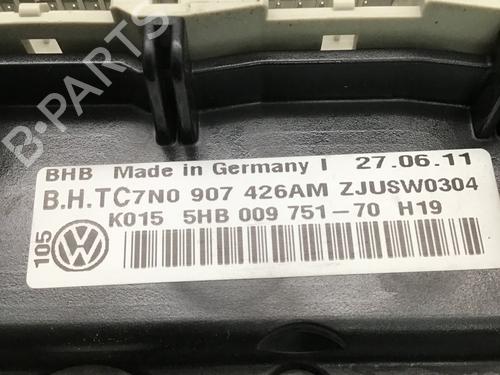 B-PARTS
BHB Made in Germany I 27.06.11
B.H.TC7N0 907 426AM ZJUSW0304
K015 5HB 009 751-70 H19
105